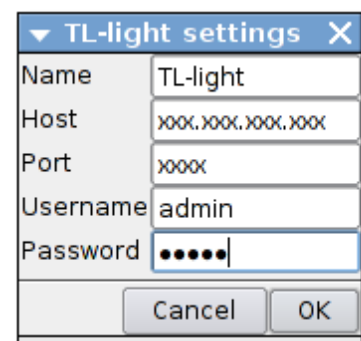 TL-light settings
Name TL-light
Host xxx.xxx.xxx.xxx
Port xxxx
Username admin
Password •••••
Cancel OK